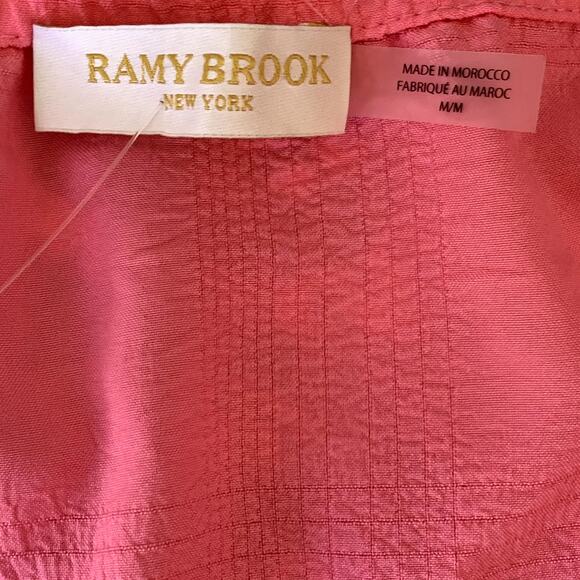 RAMY BROOK
NEW YORK
MADE IN MOROCCO
FABRIQUÉ AU MAROC
M/M